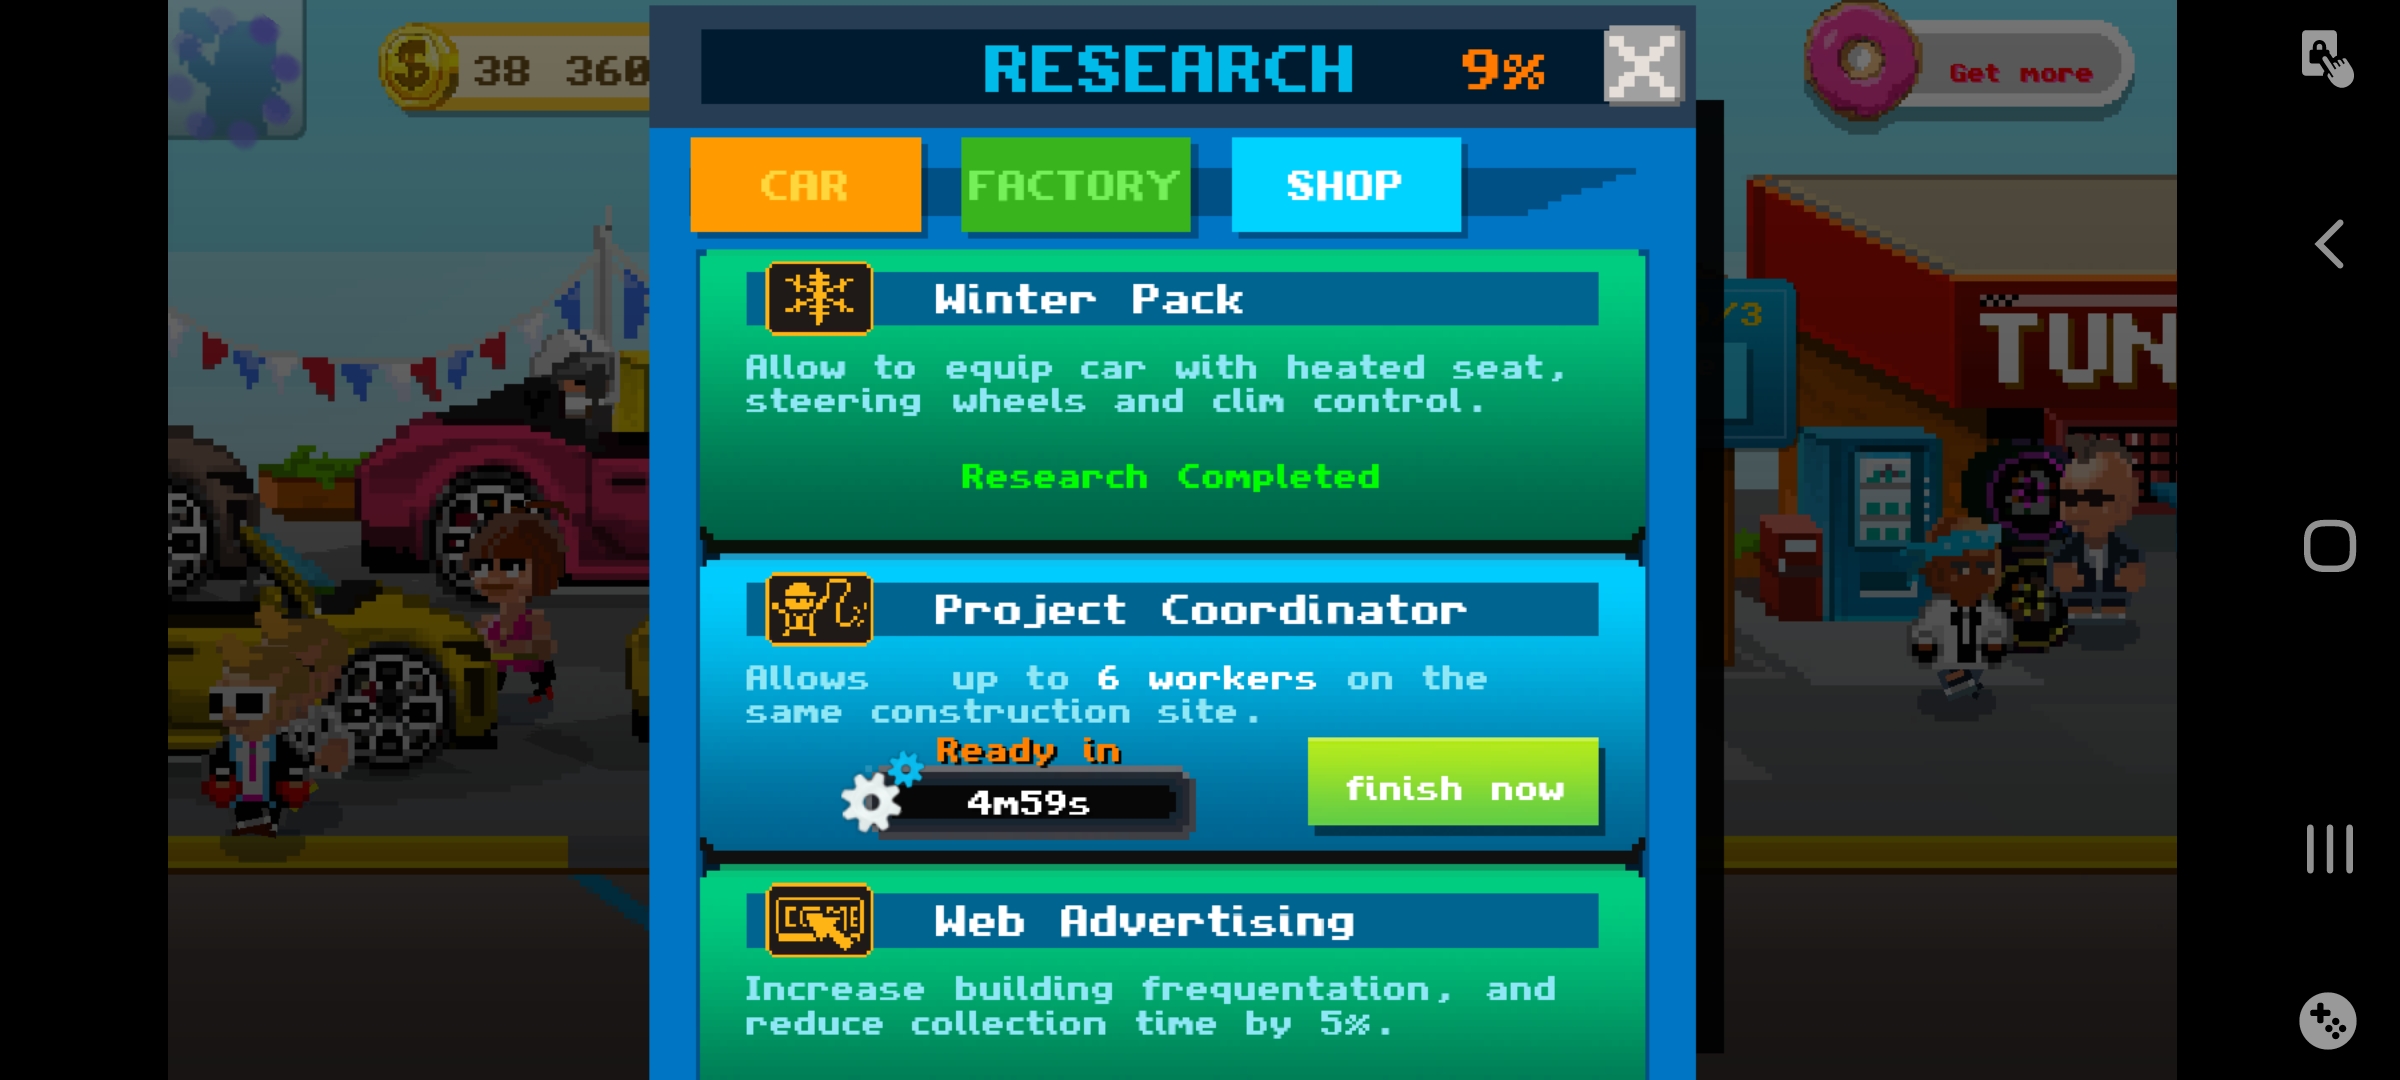 38 360
RESEARCH 9%
Get more
CAR FACTORY SHOP
Winter Pack
Allow to equip car with heated seat,
steering wheels and clim control.
Research Completed
/3
TUN
Project Coordinator
Allows up to 6 workers on the
same construction site.
Ready in
4m59s
finish now
Web Advertising
Increase building frequentation, and
reduce collection time by 5%.